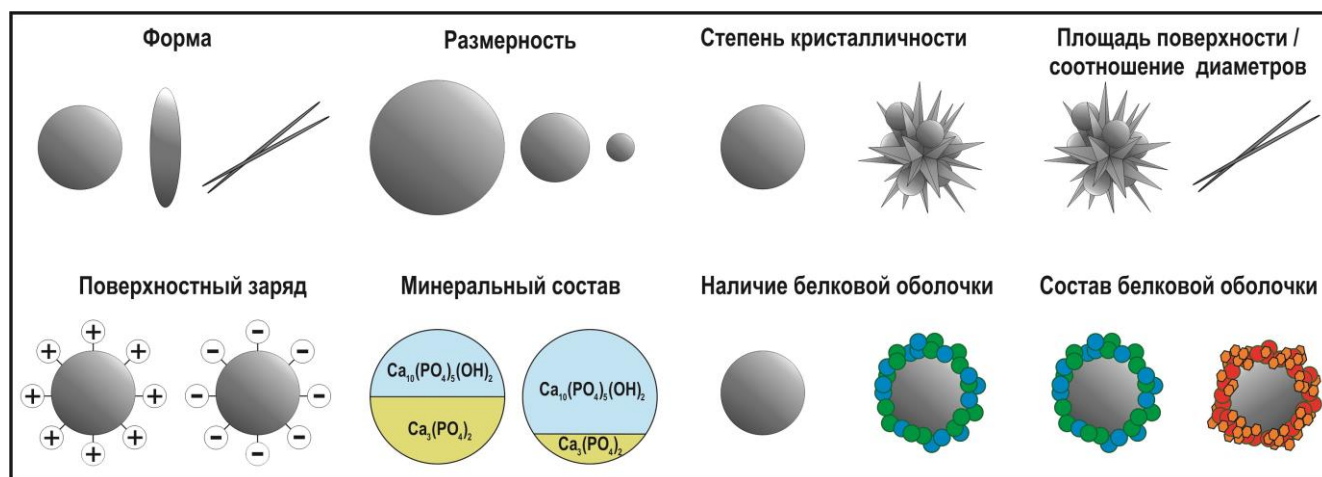 Форма
Размерность
Степень кристалличности
Площадь поверхности /
соотношение диаметров
Поверхностный заряд
Минеральный состав
Наличие белковой оболочки
Состав белковой оболочки
+ + + + + + + +
- - - - - - - -
Ca₁₀(PO₄)₅(OH)₂
Ca₃(PO₄)₂
Ca₁₀(PO₄)₅(OH)₂
Ca₃(PO₄)₂